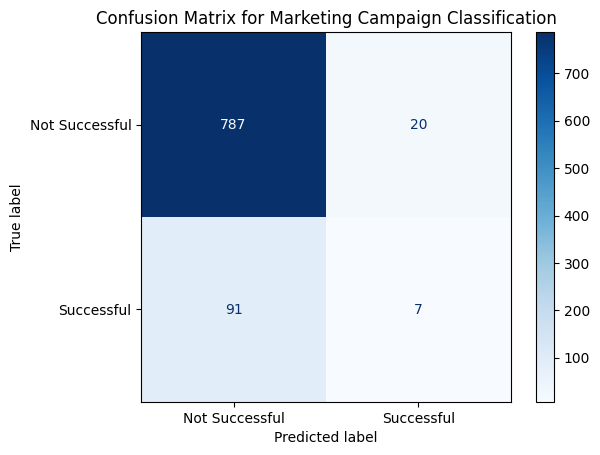 Confusion Matrix for Marketing Campaign Classification
True label
Not Successful
787
20
Successful
91
7
Not Successful
Successful
Predicted label
700
600
500
400
300
200
100